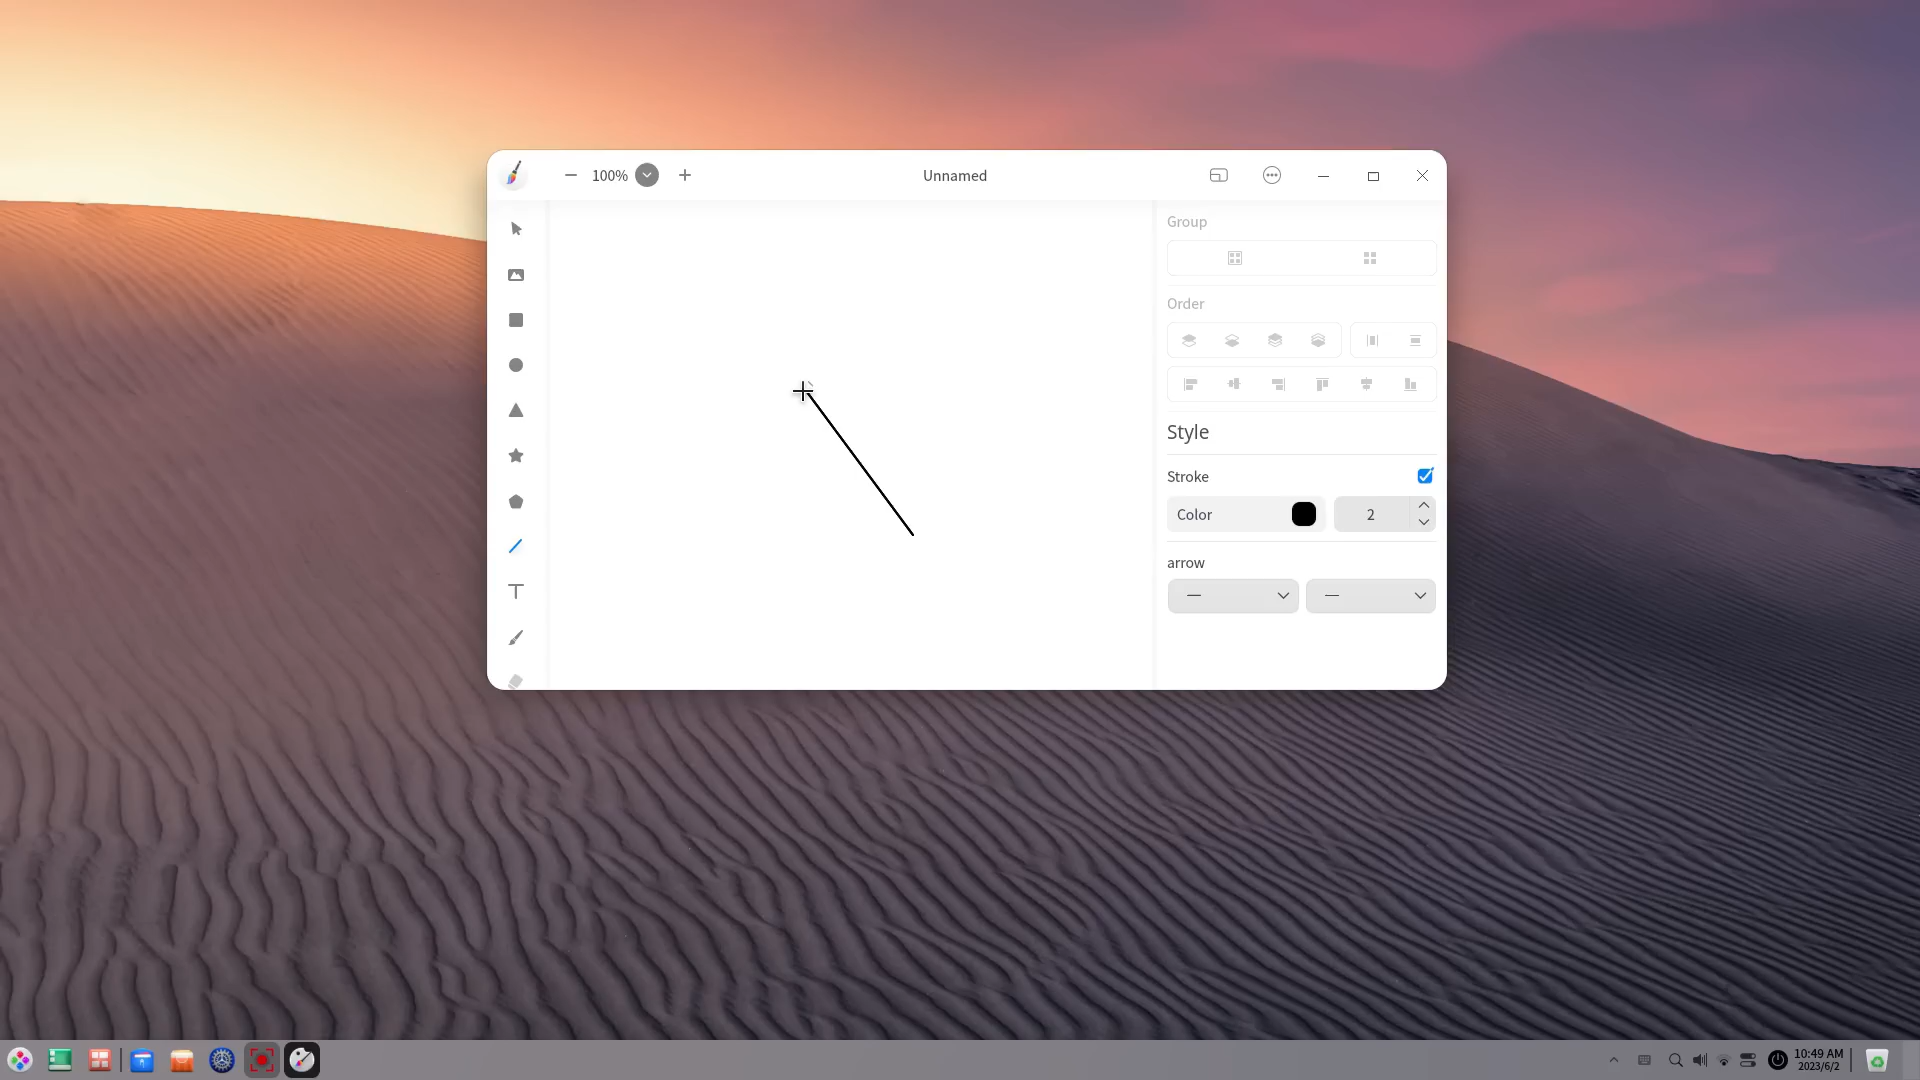 100%
Unnamed
Group
Order
Style
Stroke
Color
2
arrow
10:49 AM
2023/6/2